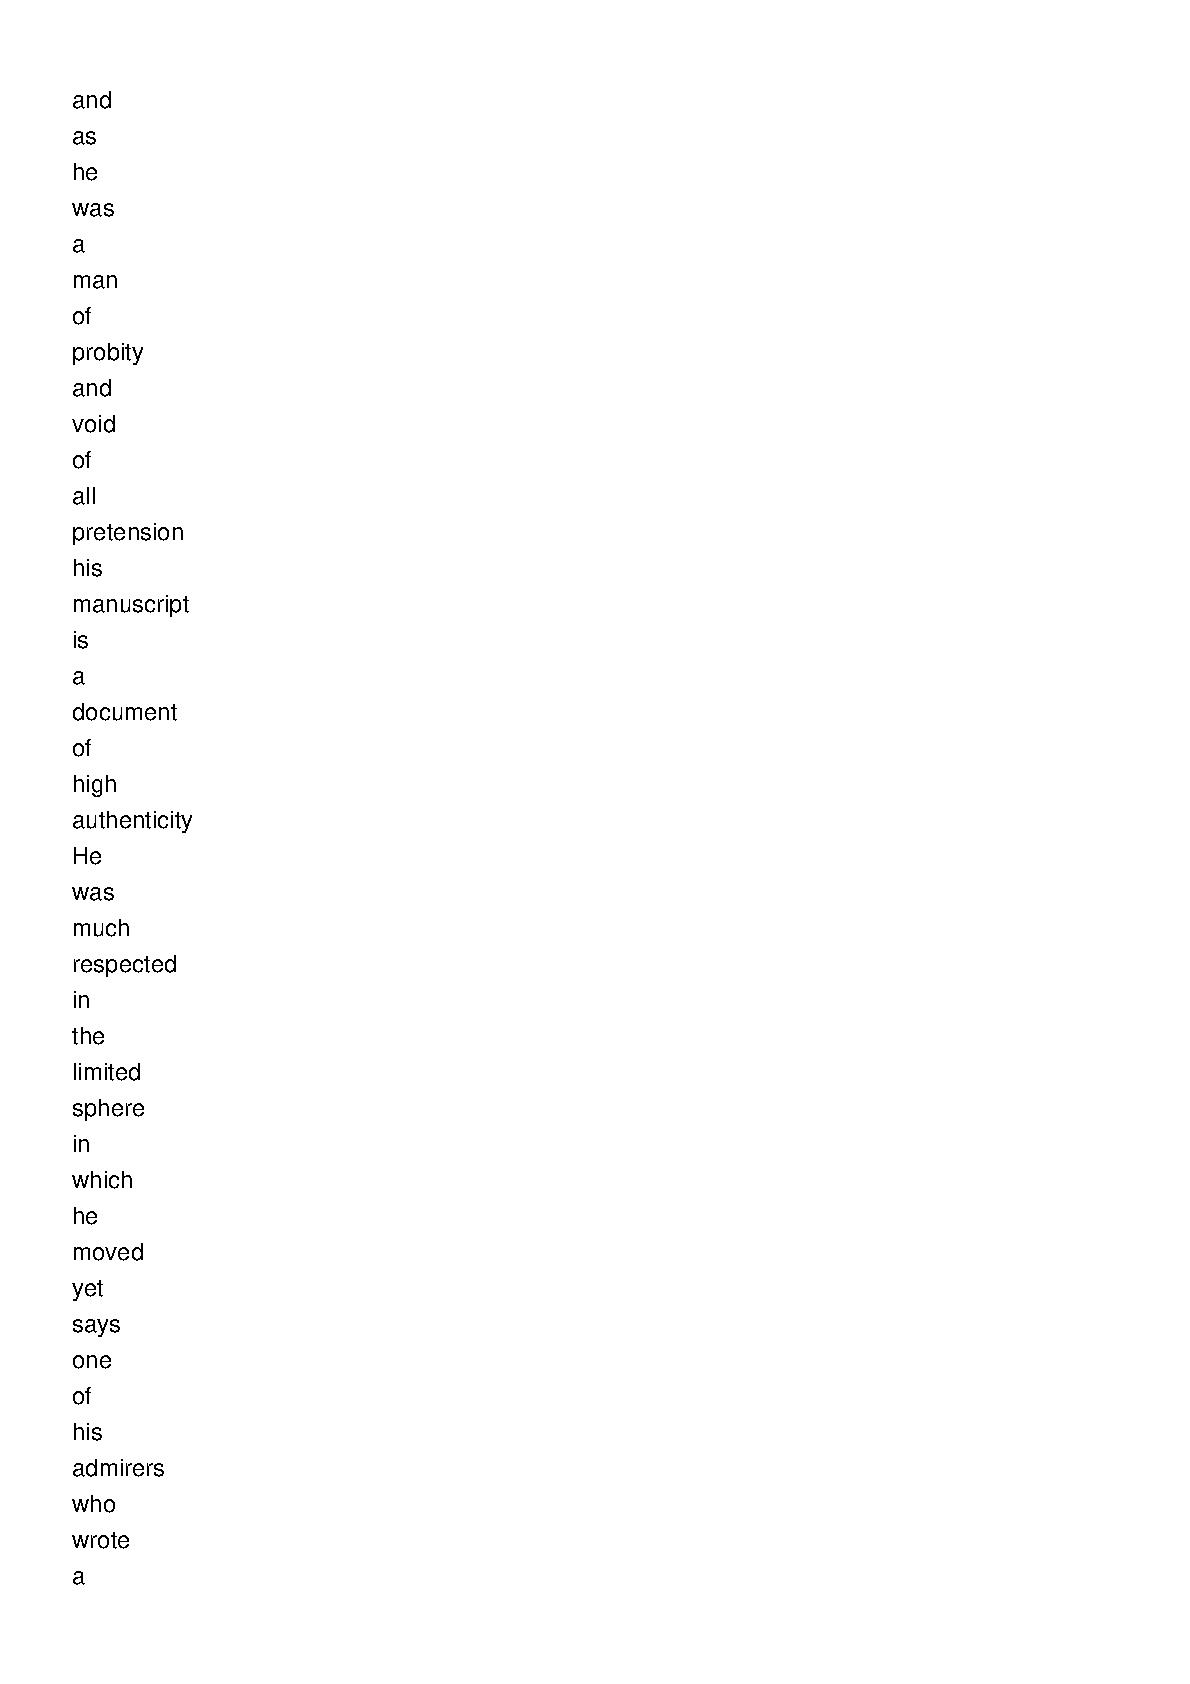 and
as
he
was
a
man
of
probity
and
void
of
all
pretension
his
manuscript
is
a
document
of
high
authenticity
He
was
much
respected
in
the
limited
sphere
in
which
he
moved
yet
says
one
of
his
admirers
who
wrote
a